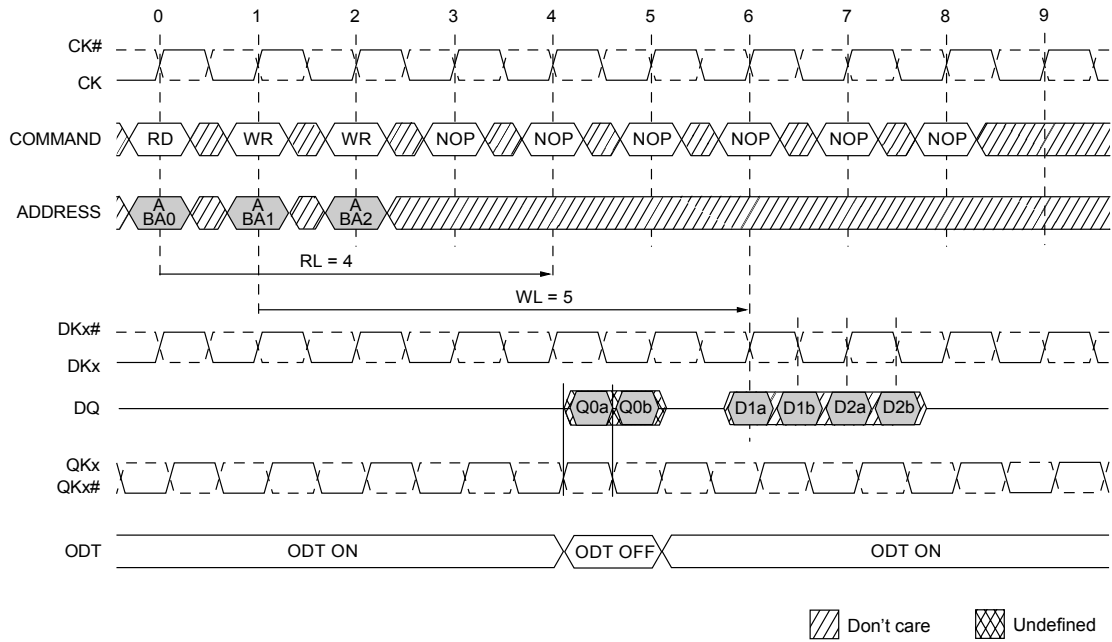 0 1 2 3 4 5 6 7 8 9
CK#
CK
COMMAND RD WR WR NOP NOP NOP NOP NOP NOP
ADDRESS A BA0 A BA1 A BA2
RL = 4
WL = 5
DKx#
DKx
DQ Q0a Q0b D1a D1b D2a D2b
QKx
QKx#
ODT ODT ON ODT OFF ODT ON
Don't care Undefined